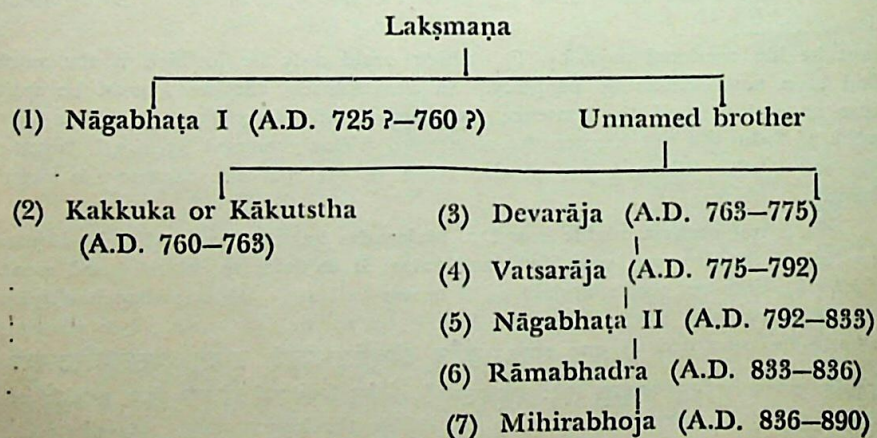 Lakṣmaṇa
(1) Nāgabhaṭa I (A.D. 725 ?—760 ?) Unnamed brother
(2) Kakkuka or Kākutstha (3) Devarāja (A.D. 763—775)
(A.D. 760—763)
(4) Vatsarāja (A.D. 775—792)
(5) Nāgabhaṭa II (A.D. 792—833)
(6) Rāmabhadra (A.D. 833—836)
(7) Mihirabhoja (A.D. 836—890)